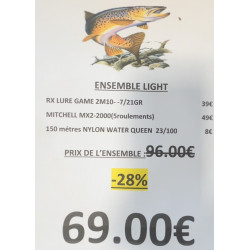 ENSEMBLE LIGHT
RX LURE GAME 2M10- -7/21GR 39€
MITCHELL MX2-2000(5roulements) 49€
150 métres NYLON WATER QUEEN 23/100 8€
PRIX DE L'ENSEMBLE : 96.00€
-28%
69.00€